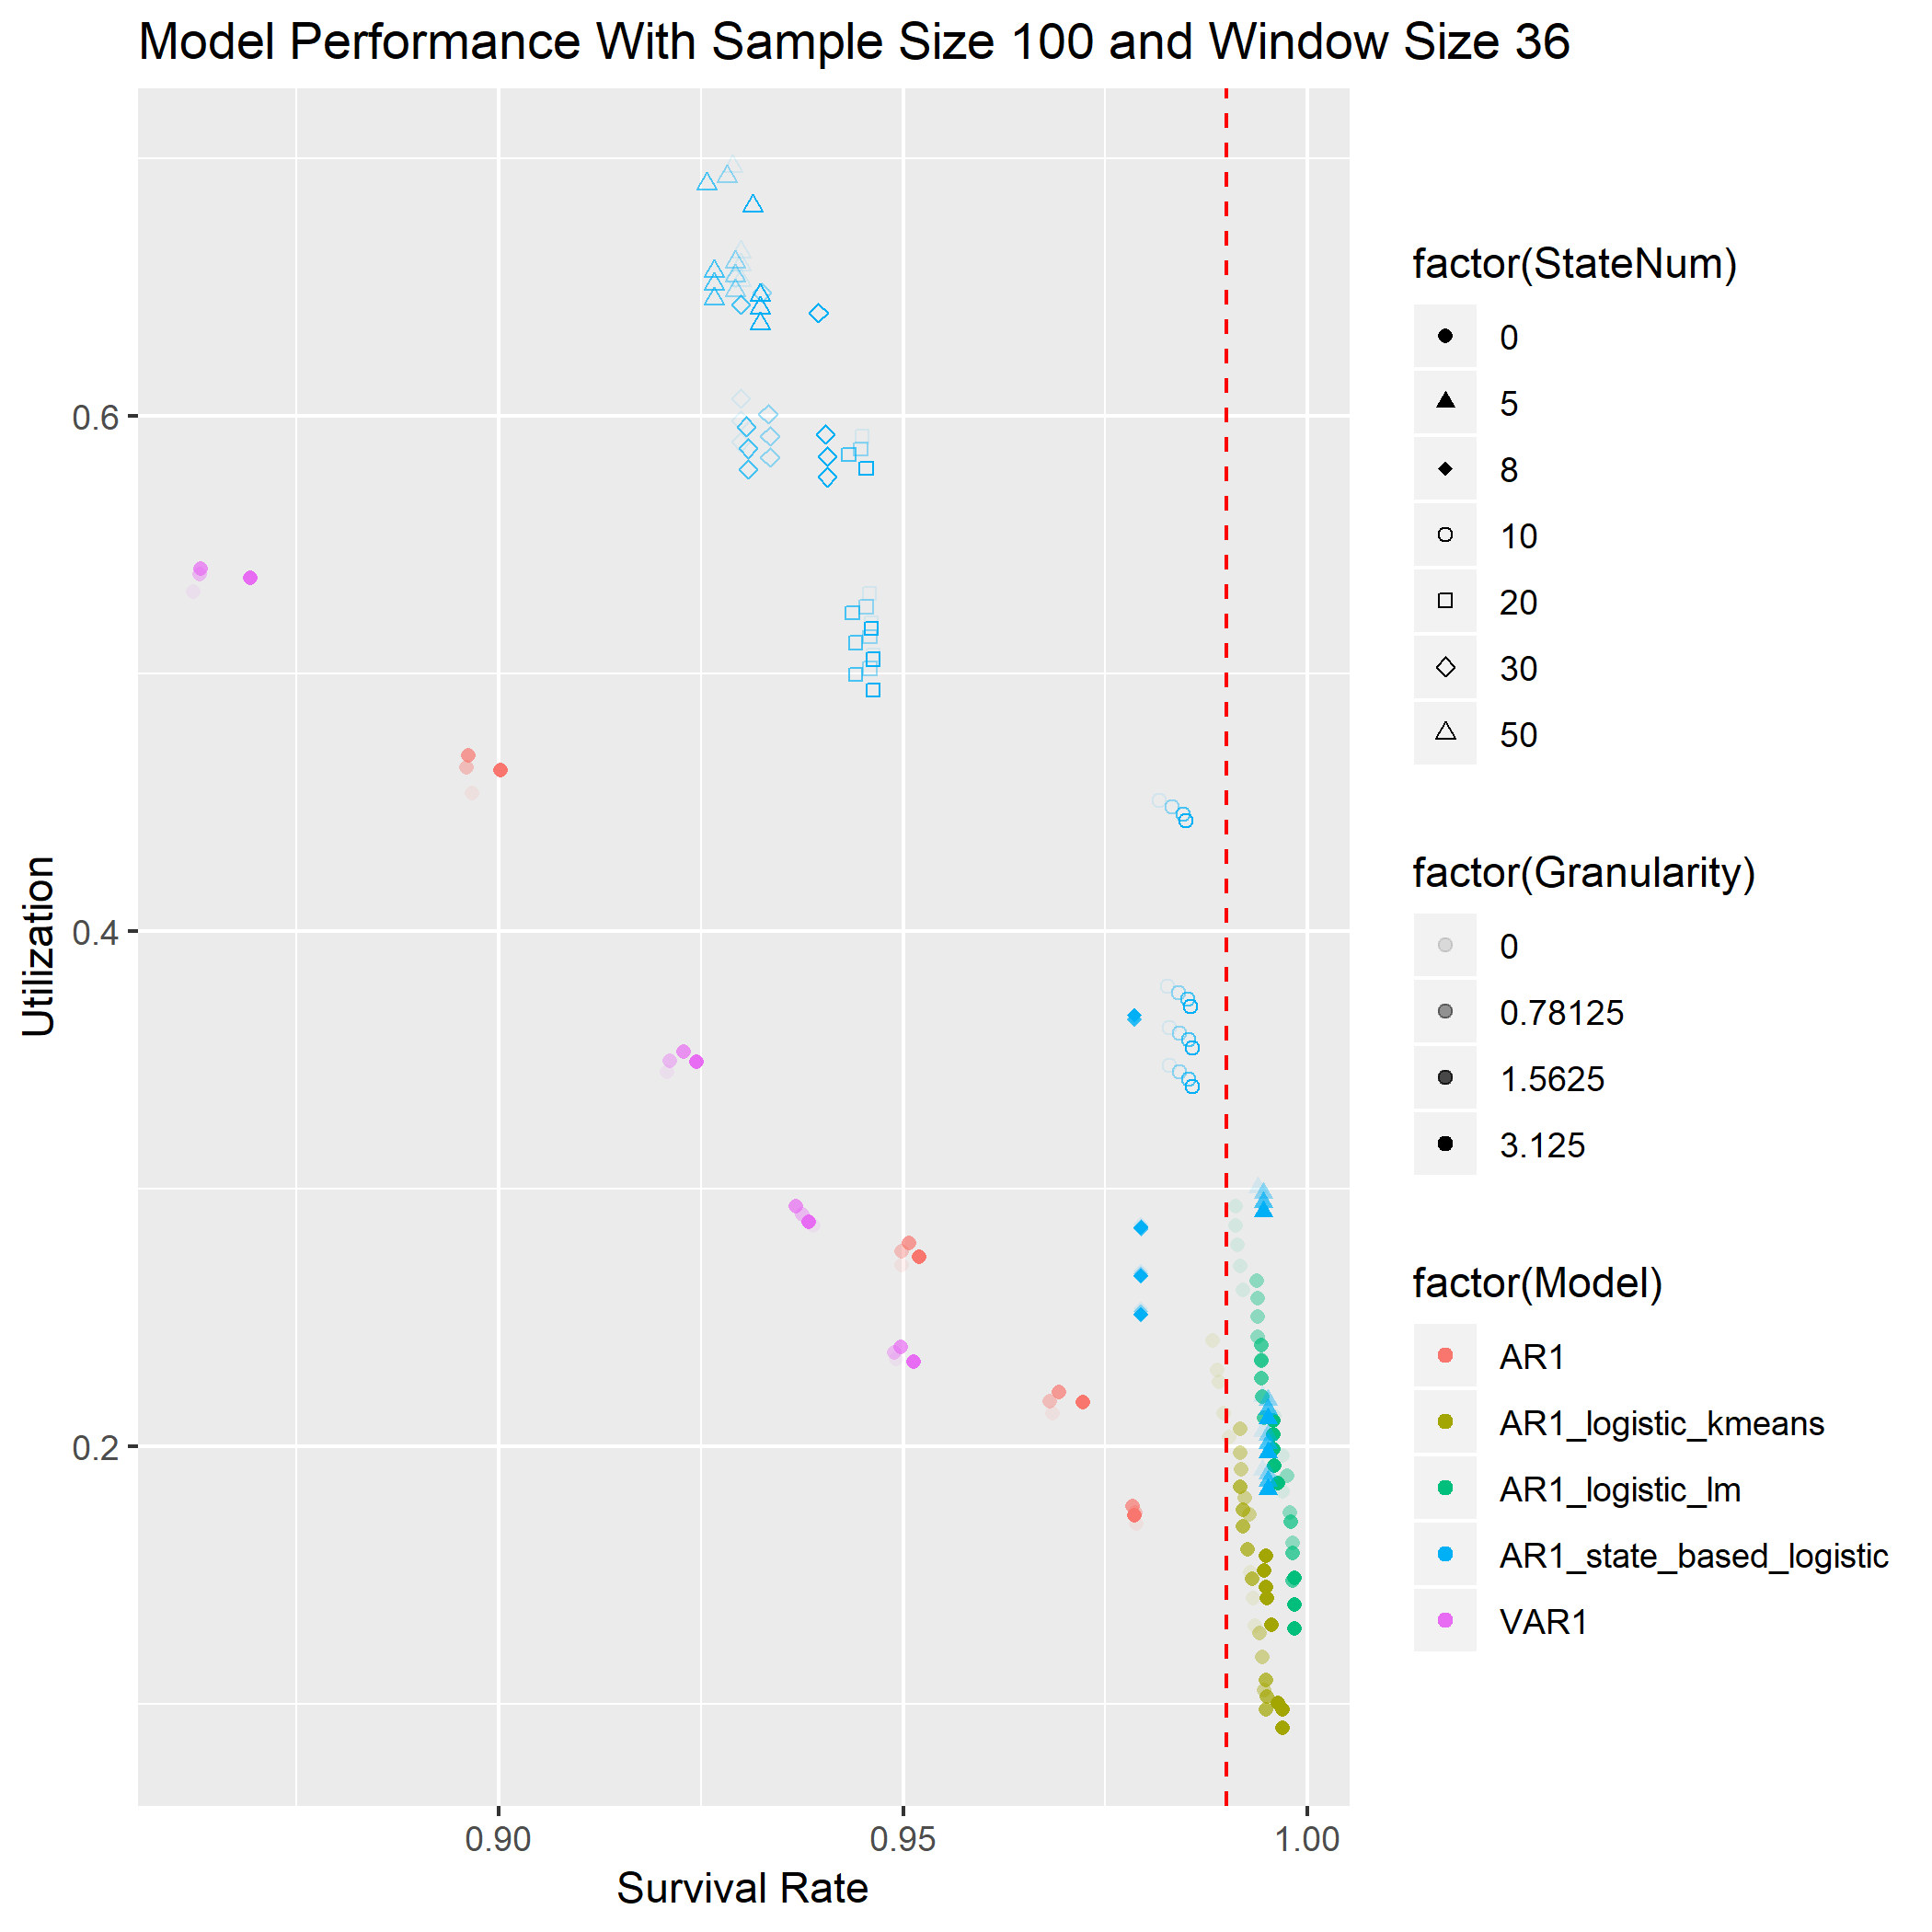 Model Performance With Sample Size 100 and Window Size 36
Utilization
0.6
0.4
0.2
0.90
0.95
1.00
Survival Rate
factor(StateNum)
0
5
8
10
20
30
50
factor(Granularity)
0
0.78125
1.5625
3.125
factor(Model)
AR1
AR1_logistic_kmeans
AR1_logistic_lm
AR1_state_based_logistic
VAR1